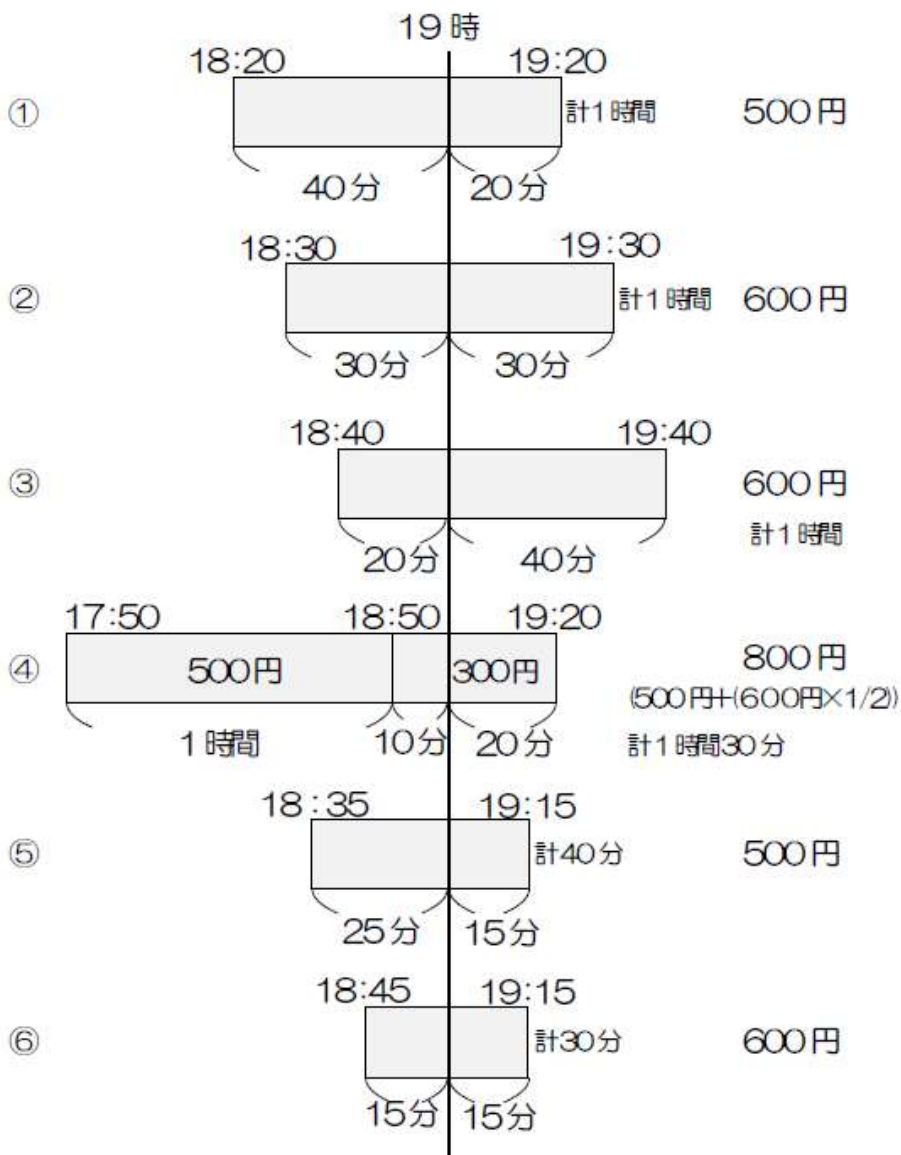 19時
18:20 19:20
① 計1時間 500円
40分 20分
18:30 19:30
② 計1時間 600円
30分 30分
18:40 19:40
③ 600円
計1時間
20分 40分
17:50 18:50 19:20
④ 500円 300円 800円
(500円+(600円×1/2))
1時間 10分 20分 計1時間30分
18:35 19:15
⑤ 計40分 500円
25分 15分
18:45 19:15
⑥ 計30分 600円
15分 15分